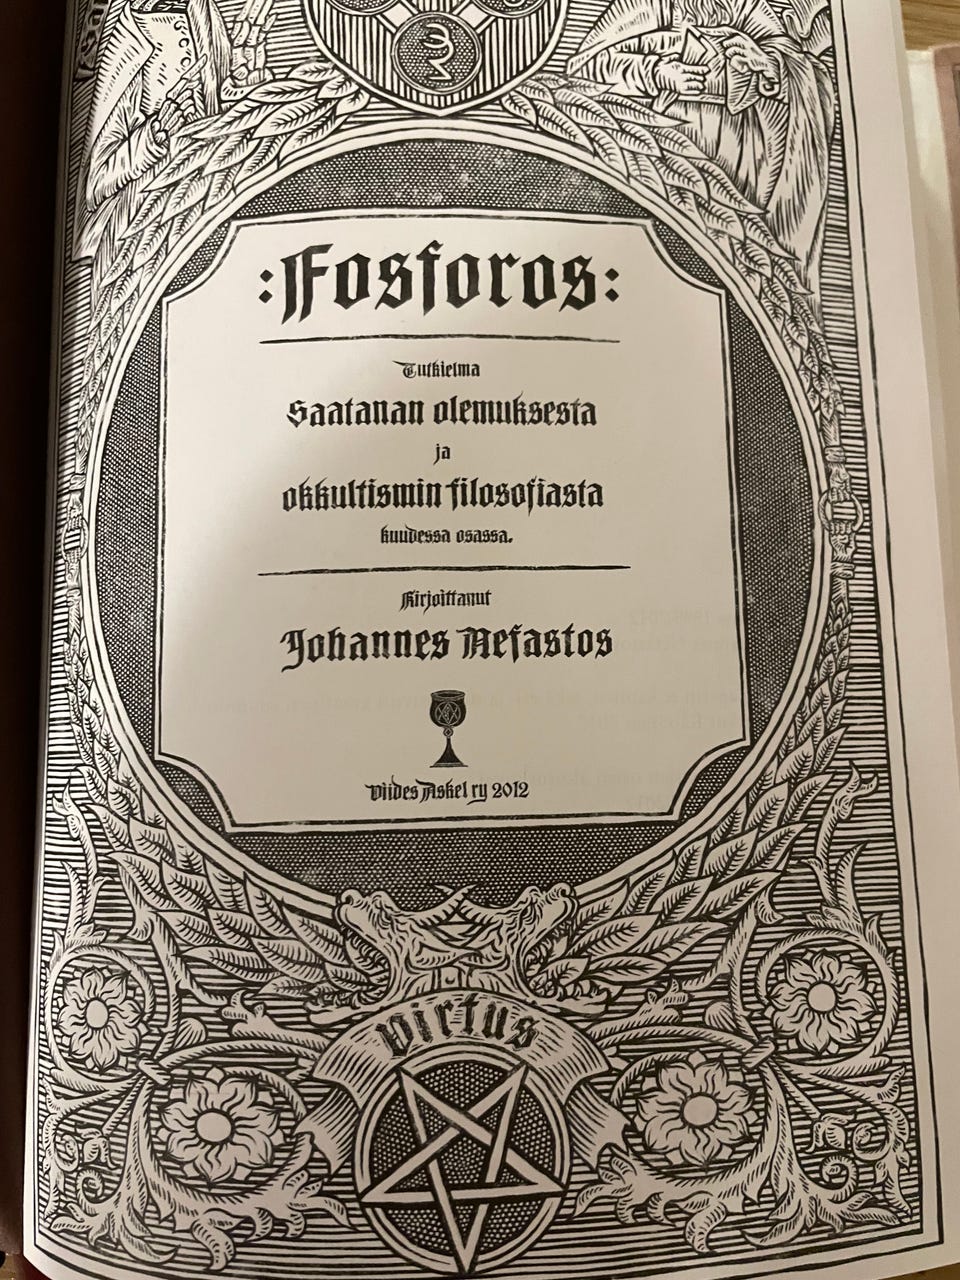 :Fosforos:
Tutkielma
Saatanan olemuksesta
ja
okkultismin filosofiasta
kuudessa osassa.
Kirjoittanut
Johannes Nefastos
Viides Askel ry 2012
Virtus